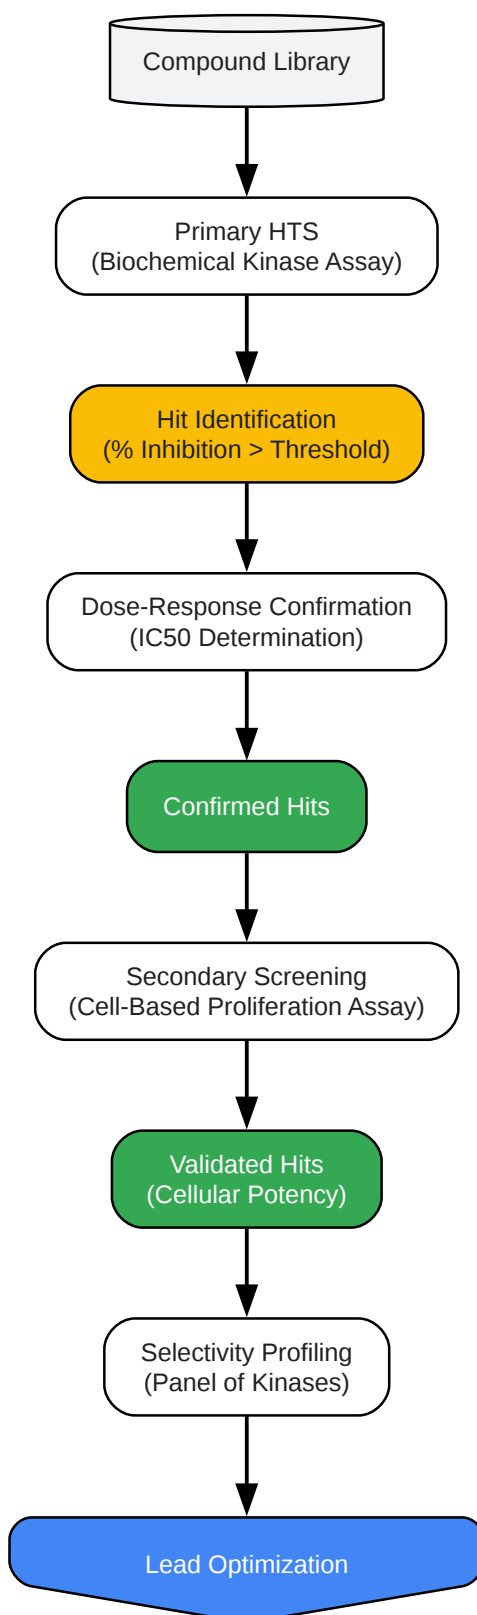 Compound Library
Primary HTS
(Biochemical Kinase Assay)
Hit Identification
(% Inhibition > Threshold)
Dose-Response Confirmation
(IC50 Determination)
Confirmed Hits
Secondary Screening
(Cell-Based Proliferation Assay)
Validated Hits
(Cellular Potency)
Selectivity Profiling
(Panel of Kinases)
Lead Optimization